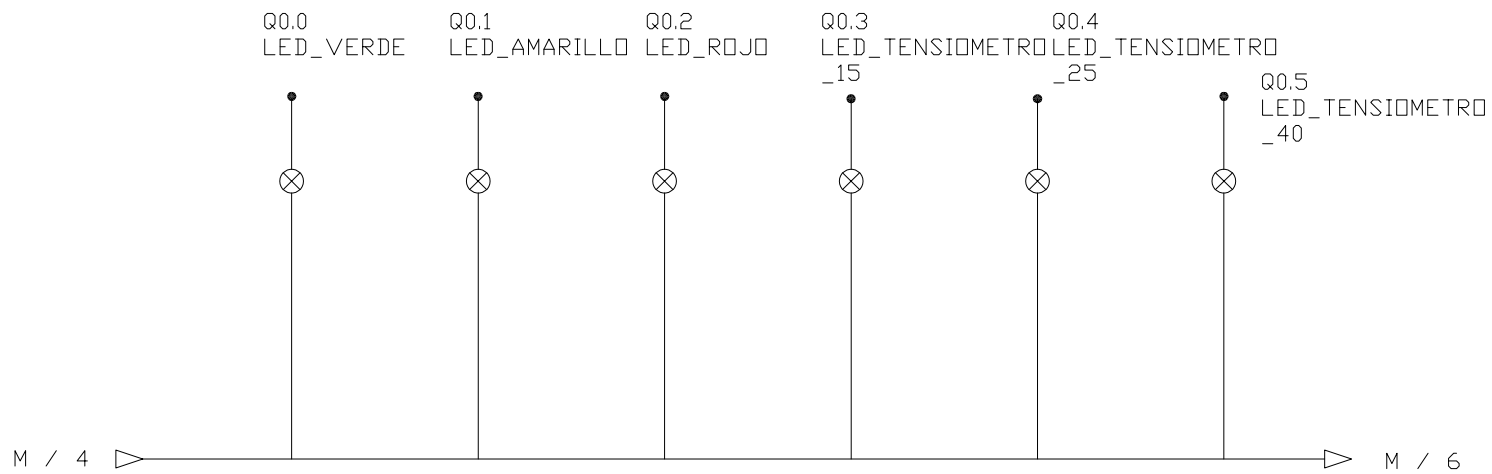 Q0.0
LED_VERDE
Q0.1
LED_AMARILLO
Q0.2
LED_ROJO
Q0.3
LED_TENSIOMETRO
_15
Q0.4
LED_TENSIOMETRO
_25
Q0.5
LED_TENSIOMETRO
_40
M / 4
M / 6